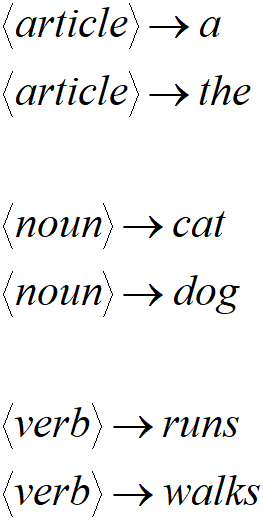 ⟨article⟩ → a
⟨article⟩ → the
⟨noun⟩ → cat
⟨noun⟩ → dog
⟨verb⟩ → runs
⟨verb⟩ → walks